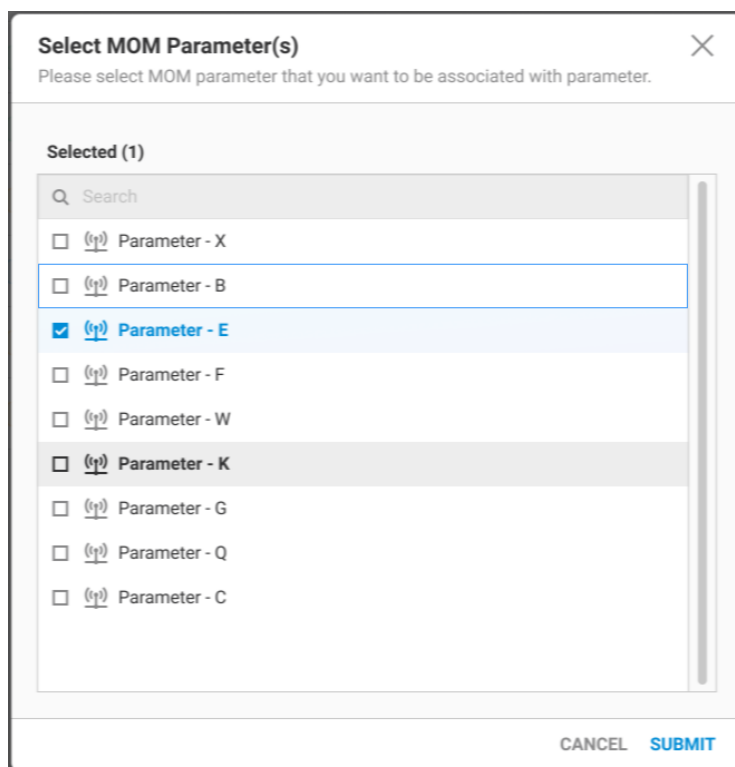 Select MOM Parameter(s)
Please select MOM parameter that you want to be associated with parameter.
Selected (1)
Search
Parameter - X
Parameter - B
Parameter - E
Parameter - F
Parameter - W
Parameter - K
Parameter - G
Parameter - Q
Parameter - C
CANCEL SUBMIT